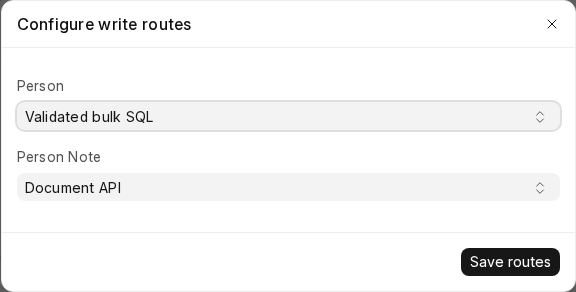 Configure write routes
Person
Validated bulk SQL
Person Note
Document API
Save routes